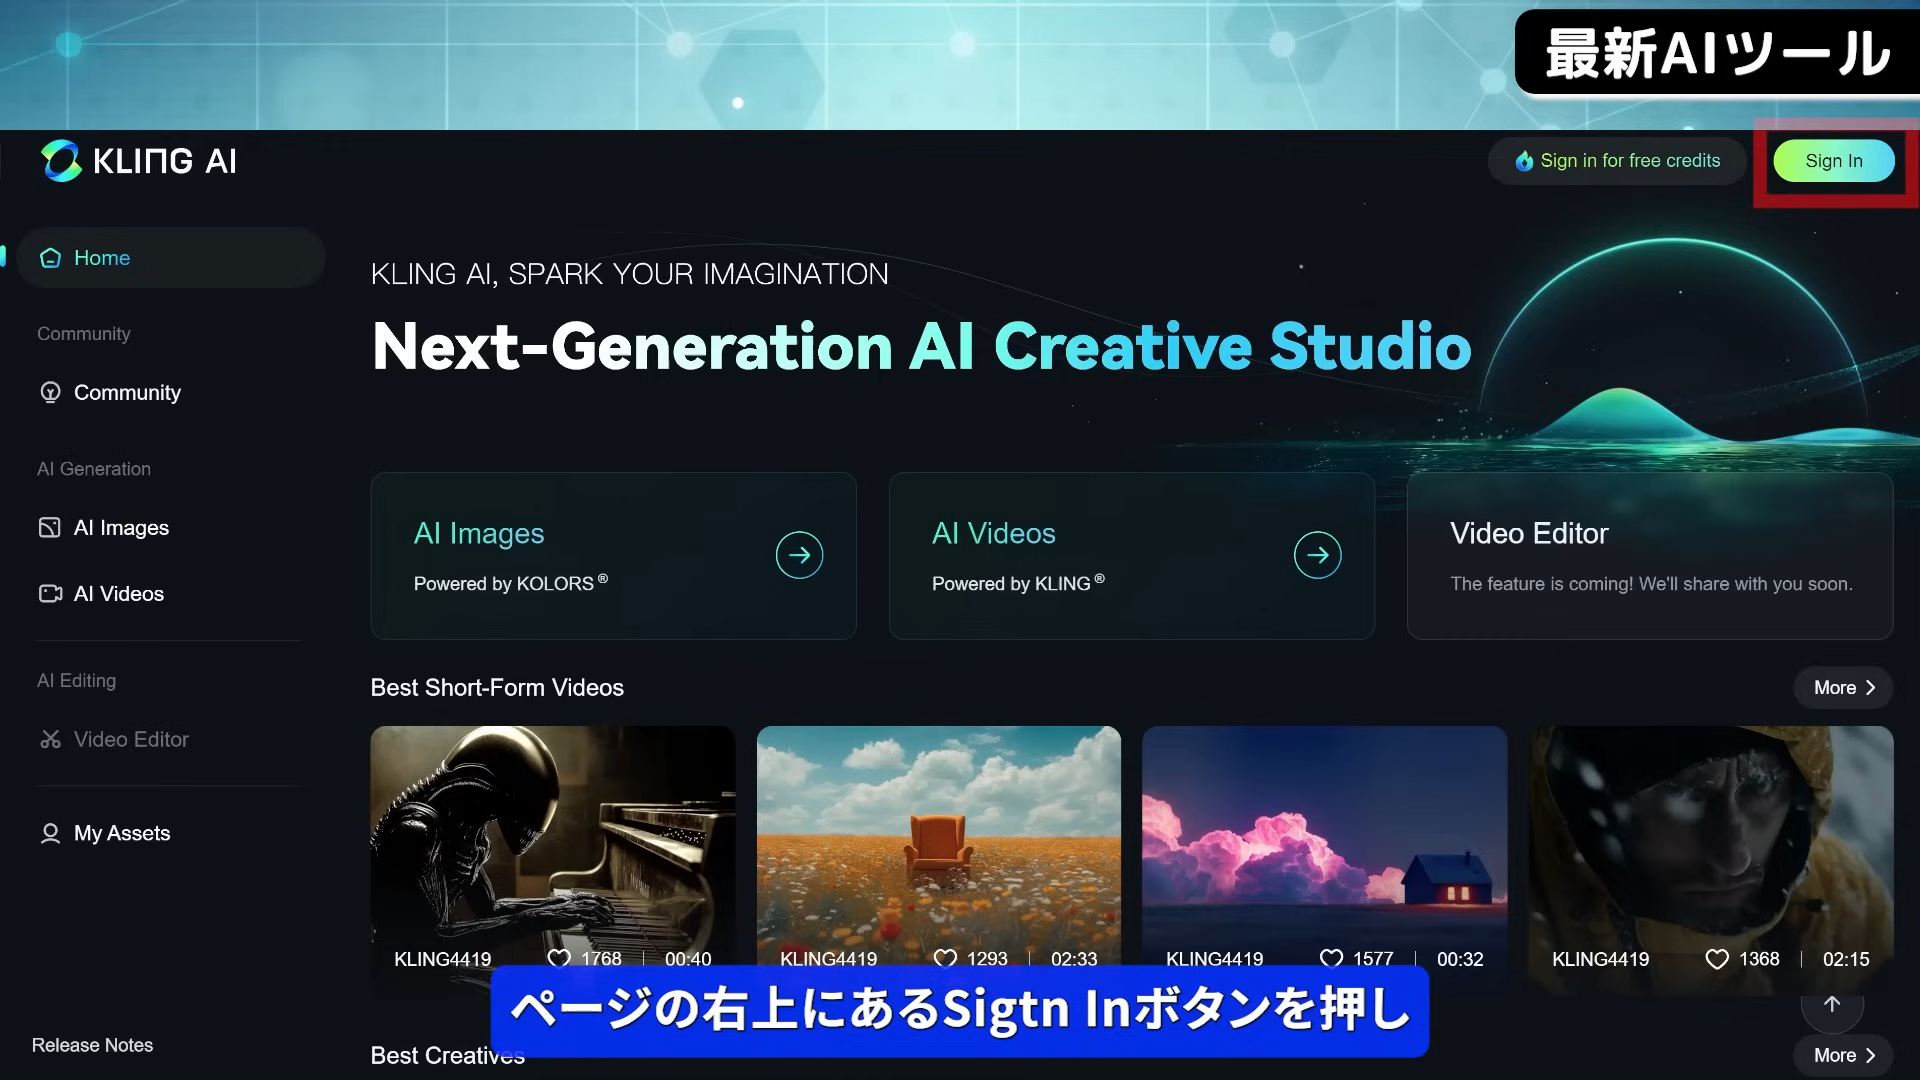 最新AIツール
KLING AI
Sign in for free credits
Sign In
Home
Community
Community
AI Generation
AI Images
AI Videos
AI Editing
Video Editor
My Assets
Release Notes
KLING AI, SPARK YOUR IMAGINATION
Next-Generation AI Creative Studio
AI Images
Powered by KOLORS®
AI Videos
Powered by KLING®
Video Editor
The feature is coming! We'll share with you soon.
Best Short-Form Videos
More
KLING4419 1768 00:40
KLING4419 1293 02:33
KLING4419 1577 00:32
KLING4419 1368 02:15
ページの右上にあるSigtn Inボタンを押し
Best Creatives
More